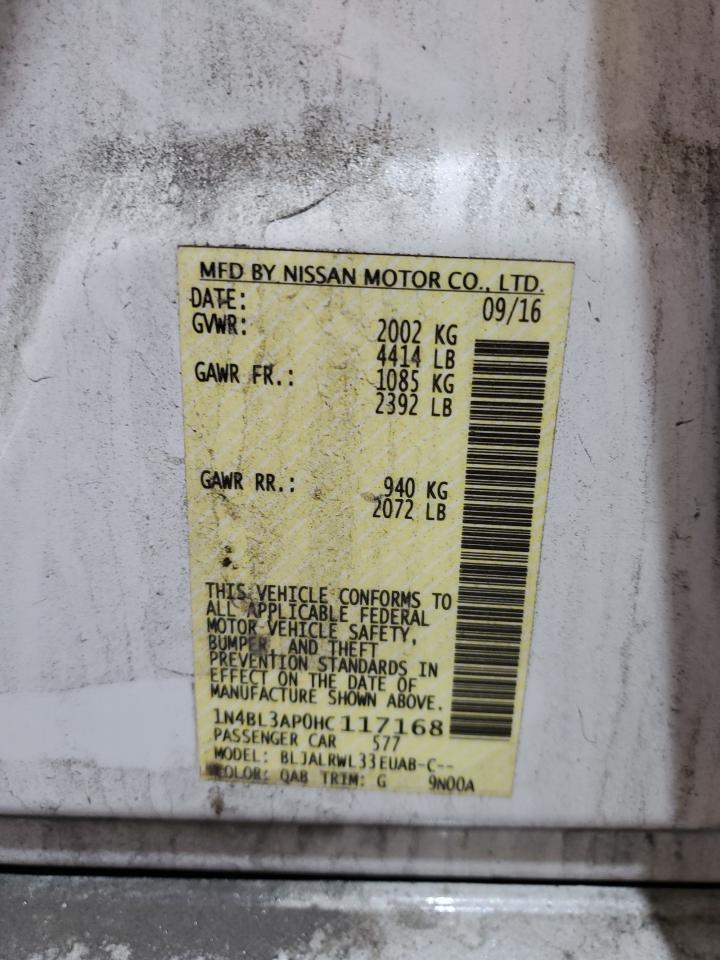 MFD BY NISSAN MOTOR CO., LTD.
DATE: 09/16
GVWR: 2002 KG
4414 LB
GAWR FR.: 1085 KG
2392 LB
GAWR RR.: 940 KG
2072 LB
THIS VEHICLE CONFORMS TO
ALL APPLICABLE FEDERAL
MOTOR VEHICLE SAFETY,
BUMPER, AND THEFT
PREVENTION STANDARDS IN
EFFECT ON THE DATE OF
MANUFACTURE SHOWN ABOVE.
1N4BL3AP0HC 117168
PASSENGER CAR 577
MODEL: BLJALRWL33EUAB-C--
COLOR: QAB TRIM: G 9N00A